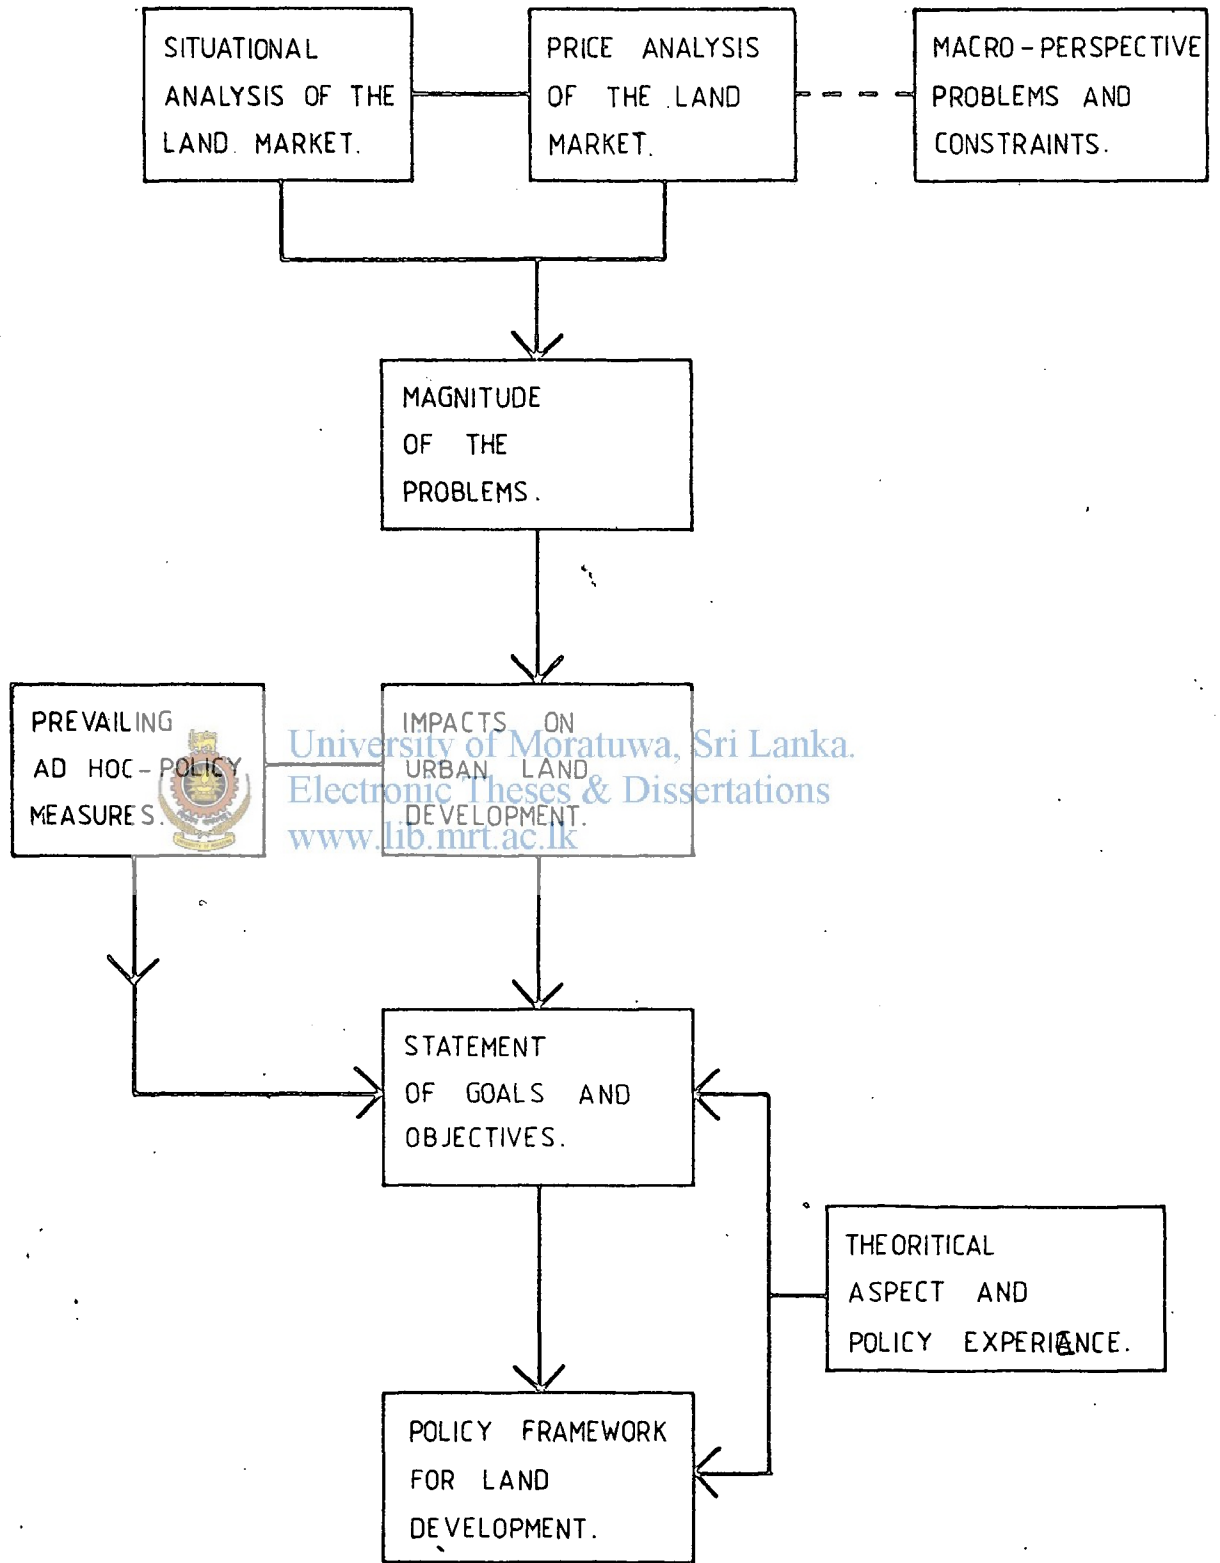 SITUATIONAL
ANALYSIS OF THE
LAND MARKET.
PRICE ANALYSIS
OF THE LAND
MARKET.
MACRO-PERSPECTIVE
PROBLEMS AND
CONSTRAINTS.
MAGNITUDE
OF THE
PROBLEMS.
PREVAILING
AD HOC-POLICY
MEASURES.
IMPACTS ON
URBAN LAND
DEVELOPMENT.
University of Moratuwa, Sri Lanka.
Electronic Theses & Dissertations
www.lib.mrt.ac.lk
STATEMENT
OF GOALS AND
OBJECTIVES.
THEORITICAL
ASPECT AND
POLICY EXPERIANCE.
POLICY FRAMEWORK
FOR LAND
DEVELOPMENT.